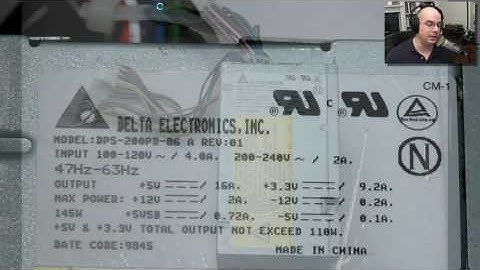 CM-1
DELTA ELECTRONICS, INC.
MODEL: DPS-200PB-86 A REV:01
INPUT 100-120V~/ 4.0A. 200-240V~/ 2A.
47Hz-63Hz
OUTPUT +5V / 16A. +3.3V / 9.2A.
MAX POWER: +12V / 2A. -12V / 0.2A.
145W +5VSB / 0.72A. -5V / 0.1A.
+5V & +3.3V TOTAL OUTPUT NOT EXCEED 110W.
DATE CODE: 9845 MADE IN CHINA